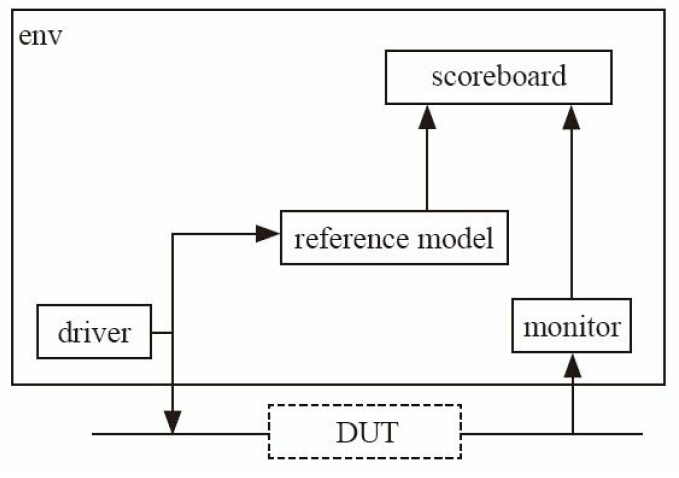 env
scoreboard
reference model
driver
monitor
DUT